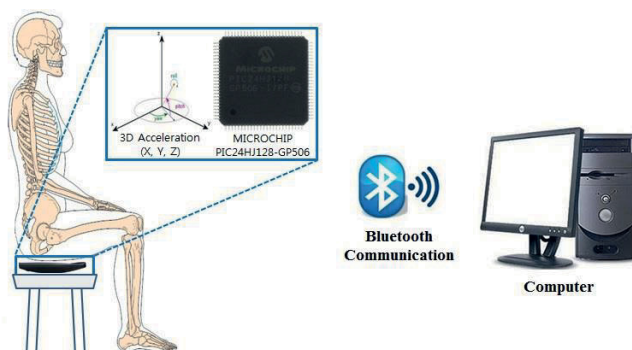 z
x
y
3D Acceleration
(X, Y, Z)
MICROCHIP
MICROCHIP
PIC24HJ128-GP506
Bluetooth
Communication
Computer